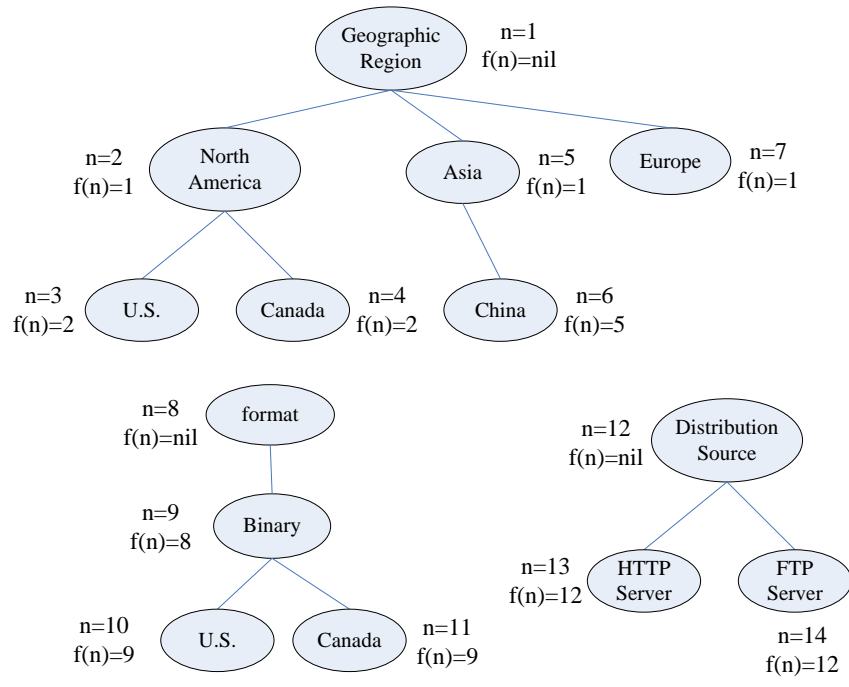 Geographic
Region
n=1
f(n)=nil
n=2
f(n)=1
North
America
Asia
n=5
f(n)=1
Europe
n=7
f(n)=1
n=3
f(n)=2
U.S.
Canada
n=4
f(n)=2
China
n=6
f(n)=5
n=8
f(n)=nil
format
n=9
f(n)=8
Binary
n=10
f(n)=9
U.S.
Canada
n=11
f(n)=9
n=12
f(n)=nil
Distribution
Source
n=13
f(n)=12
HTTP
Server
FTP
Server
n=14
f(n)=12